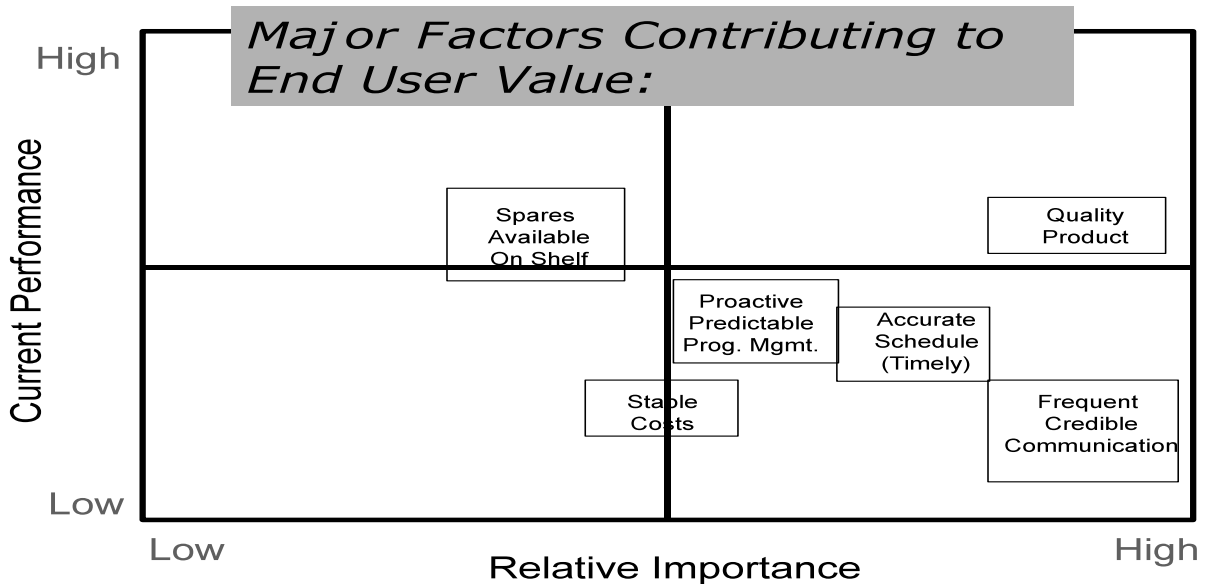 Major Factors Contributing to
End User Value:
High
Current Performance
Spares
Available
On Shelf
Quality
Product
Proactive
Predictable
Prog. Mgmt.
Accurate
Schedule
(Timely)
Stable
Costs
Frequent
Credible
Communication
Low
Low
Relative Importance
High